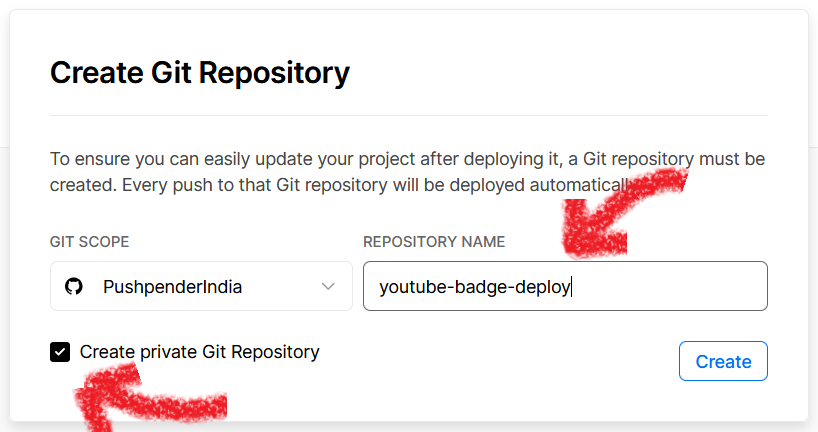 Create Git Repository
To ensure you can easily update your project after deploying it, a Git repository must be
created. Every push to that Git repository will be deployed automatically.
GIT SCOPE
REPOSITORY NAME
PushpenderIndia
youtube-badge-deploy
Create private Git Repository
Create